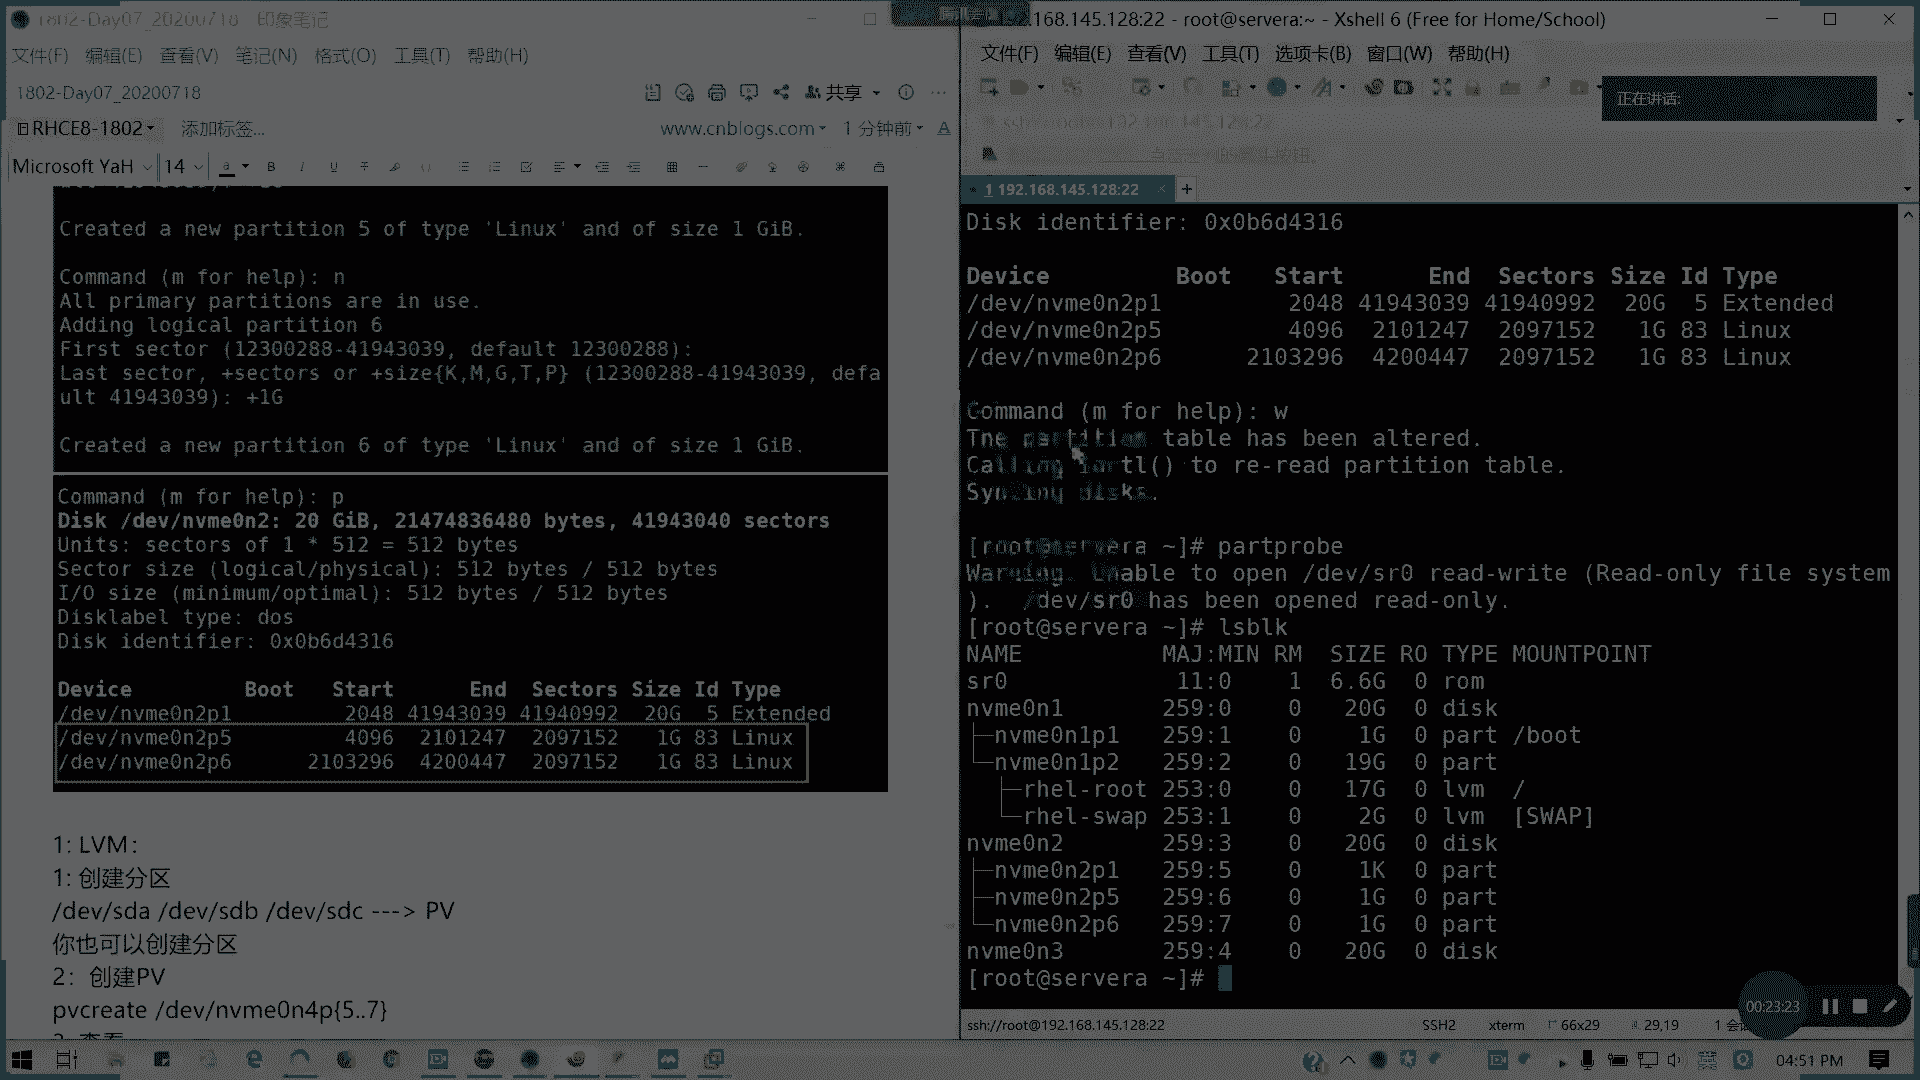 1802-Day07_20200718 - 印象笔记
文件(F) 编辑(E) 查看(V) 笔记(N) 格式(O) 工具(T) 帮助(H)
1802-Day07_20200718
共享
RHCE8-1802 添加标签...
www.cnblogs.com 1 分钟前
Microsoft YaH 14
Created a new partition 5 of type 'Linux' and of size 1 GiB.
Command (m for help): n
All primary partitions are in use.
Adding logical partition 6
First sector (12300288-41943039, default 12300288):
Last sector, +sectors or +size{K,M,G,T,P} (12300288-41943039, defa
ult 41943039): +1G
Created a new partition 6 of type 'Linux' and of size 1 GiB.
Command (m for help): p
Disk /dev/nvme0n2: 20 GiB, 21474836480 bytes, 41943040 sectors
Units: sectors of 1 * 512 = 512 bytes
Sector size (logical/physical): 512 bytes / 512 bytes
I/O size (minimum/optimal): 512 bytes / 512 bytes
Disklabel type: dos
Disk identifier: 0x0b6d4316
Device Boot Start End Sectors Size Id Type
/dev/nvme0n2p1 2048 41943039 41940992 20G 5 Extended
/dev/nvme0n2p5 4096 2101247 2097152 1G 83 Linux
/dev/nvme0n2p6 2103296 4200447 2097152 1G 83 Linux
1: LVM:
1: 创建分区
/dev/sda /dev/sdb /dev/sdc ---> PV
你也可以创建分区
2: 创建PV
pvcreate /dev/nvme0n4p{5..7}
.168.145.128:22 - root@servera:~ - Xshell 6 (Free for Home/School)
文件(F) 编辑(E) 查看(V) 工具(T) 选项卡(B) 窗口(W) 帮助(H)
正在讲话:
1 192.168.145.128:22
Disk identifier: 0x0b6d4316
Device Boot Start End Sectors Size Id Type
/dev/nvme0n2p1 2048 41943039 41940992 20G 5 Extended
/dev/nvme0n2p5 4096 2101247 2097152 1G 83 Linux
/dev/nvme0n2p6 2103296 4200447 2097152 1G 83 Linux
Command (m for help): w
The partition table has been altered.
Calling ioctl() to re-read partition table.
Syncing disks.
[root@servera ~]# partprobe
Warning: Unable to open /dev/sr0 read-write (Read-only file system
).  /dev/sr0 has been opened read-only.
[root@servera ~]# lsblk
NAME MAJ:MIN RM SIZE RO TYPE MOUNTPOINT
sr0 11:0 1 6.6G 0 rom
nvme0n1 259:0 0 20G 0 disk
├─nvme0n1p1 259:1 0 1G 0 part /boot
└─nvme0n1p2 259:2 0 19G 0 part
├─rhel-root 253:0 0 17G 0 lvm /
└─rhel-swap 253:1 0 2G 0 lvm [SWAP]
nvme0n2 259:3 0 20G 0 disk
├─nvme0n2p1 259:5 0 1K 0 part
├─nvme0n2p5 259:6 0 1G 0 part
└─nvme0n2p6 259:7 0 1G 0 part
nvme0n3 259:4 0 20G 0 disk
[root@servera ~]#
00:23:23
ssh://root@192.168.145.128:22 SSH2 xterm 66x29 29,19
04:51 PM